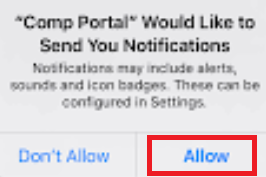 "Comp Portal" Would Like to
Send You Notifications
Notifications may include alerts,
sounds and icon badges. These can be
configured in Settings.
Don't Allow
Allow